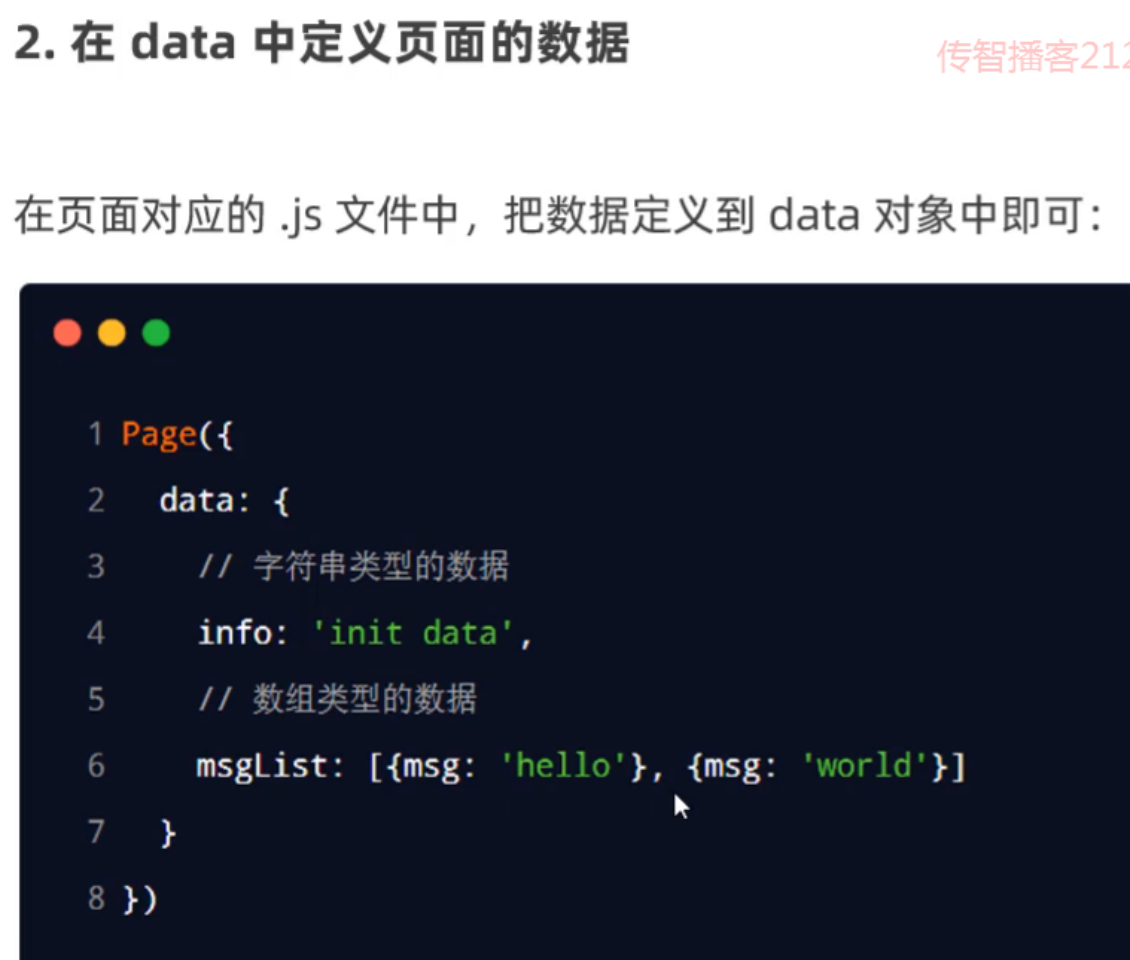 2. 在 data 中定义页面的数据
传智播客212
在页面对应的 .js 文件中，把数据定义到 data 对象中即可：
1 Page({
2 data: {
3 // 字符串类型的数据
4 info: 'init data',
5 // 数组类型的数据
6 msgList: [{msg: 'hello'}, {msg: 'world'}]
7 }
8 })